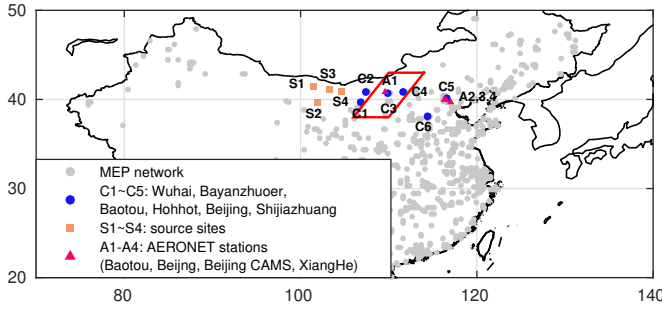 50
40
30
20
80
100
120
140
S1
S2
S3
S4
C2
A1
C4
C1
C3
C5
A2,3,4
C6
MEP network
C1~C5: Wuhai, Bayanzhuoer,
Baotou, Hohhot, Beijing, Shijiazhuang
S1~S4: source sites
A1-A4: AERONET stations
(Baotou, Beijng, Beijing CAMS, XiangHe)